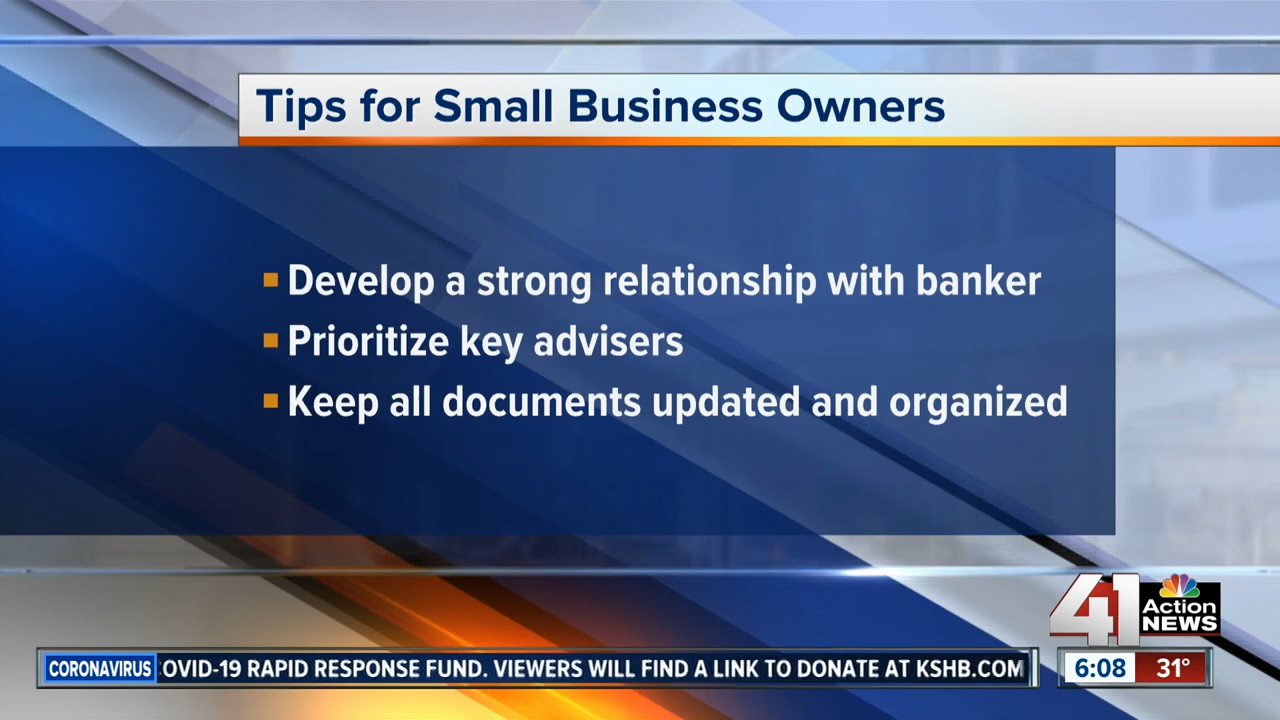 Tips for Small Business Owners
Develop a strong relationship with banker
Prioritize key advisers
Keep all documents updated and organized
41 Action
NEWS
CORONAVIRUS OVID-19 RAPID RESPONSE FUND. VIEWERS WILL FIND A LINK TO DONATE AT KSHB.COM
6:08 31°